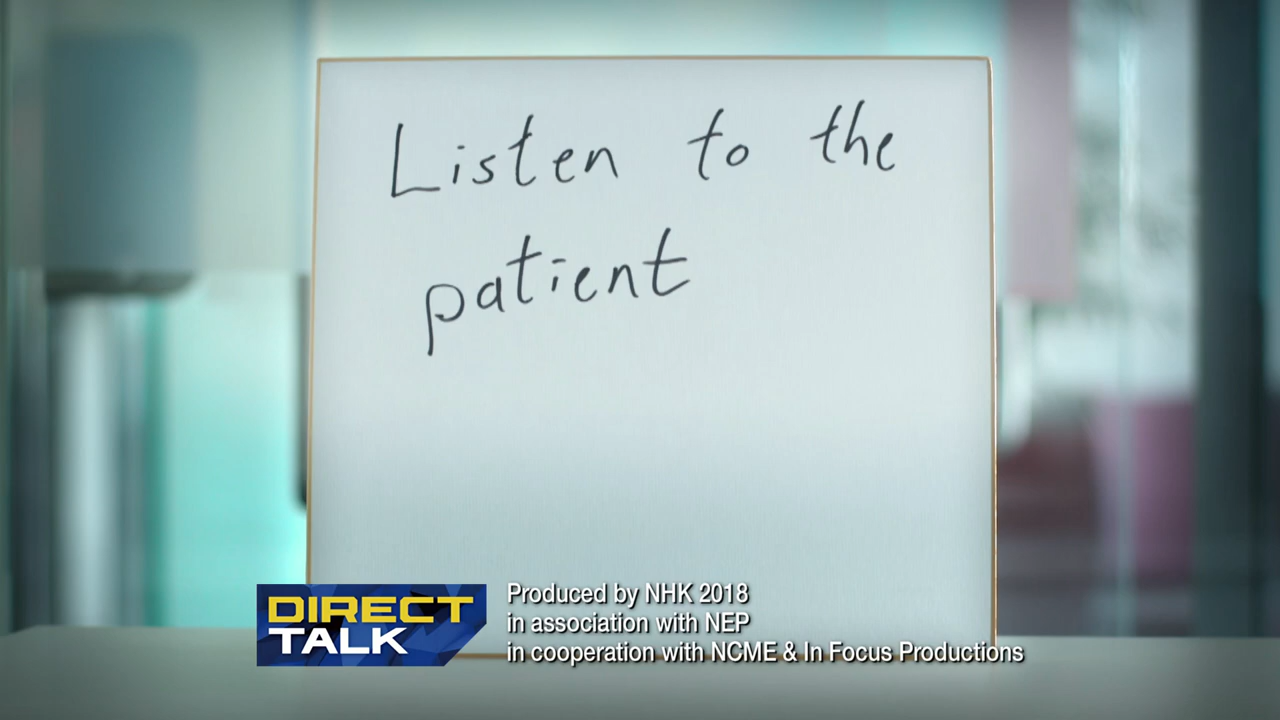 Listen to the
patient
DIRECT
TALK
Produced by NHK 2018
in association with NEP
in cooperation with NCME & In Focus Productions